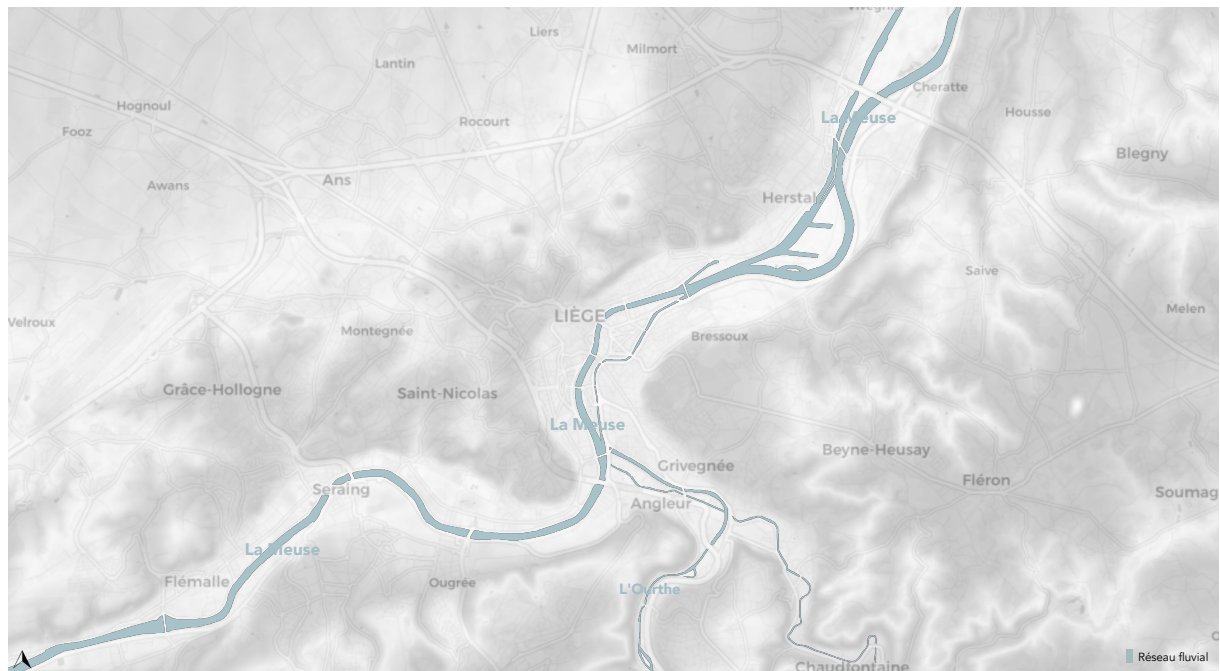 Liers
Milmort
Lantin
Cheratte
Hognoul
Housse
La Meuse
Rocourt
Fooz
Blegny
Ans
Awans
Herstal
Saive
Melen
LIÈGE
Velroux
Montegnée
Bressoux
Grâce-Hollogne
Saint-Nicolas
La Meuse
Beyne-Heusay
Grivegnée
Fléron
Seraing
Soumag
Angleur
La Meuse
Flémalle
Ougrée
L'Ourthe
Réseau fluvial
Chaudfontaine